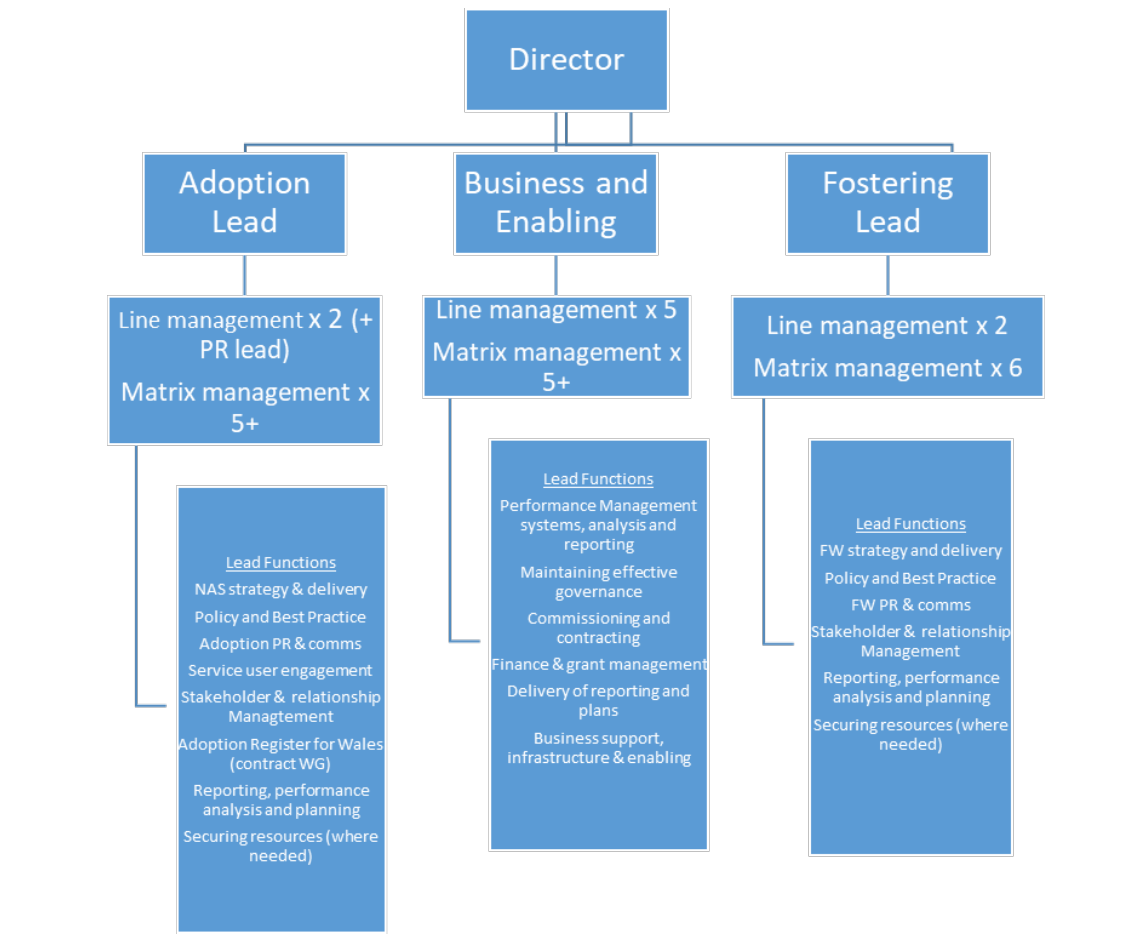 Director
Adoption
Lead
Business and
Enabling
Fostering
Lead
Line management x 2 (+
PR lead)
Matrix management x
5+
Line management x 5
Matrix management x
5+
Line management x 2
Matrix management x 6
Lead Functions
NAS strategy & delivery
Policy and Best Practice
Adoption PR & comms
Service user engagement
Stakeholder & relationship
Managtement
Adoption Register for Wales
(contract WG)
Reporting, performance
analysis and planning
Securing resources (where
needed)
Lead Functions
Performance Management
systems, analysis and
reporting
Maintaining effective
governance
Commissioning and
contracting
Finance & grant management
Delivery of reporting and
plans
Business support,
infrastructure & enabling
Lead Functions
FW strategy and delivery
Policy and Best Practice
FW PR & comms
Stakeholder & relationship
Management
Reporting, performance
analysis and planning
Securing resources (where
needed)